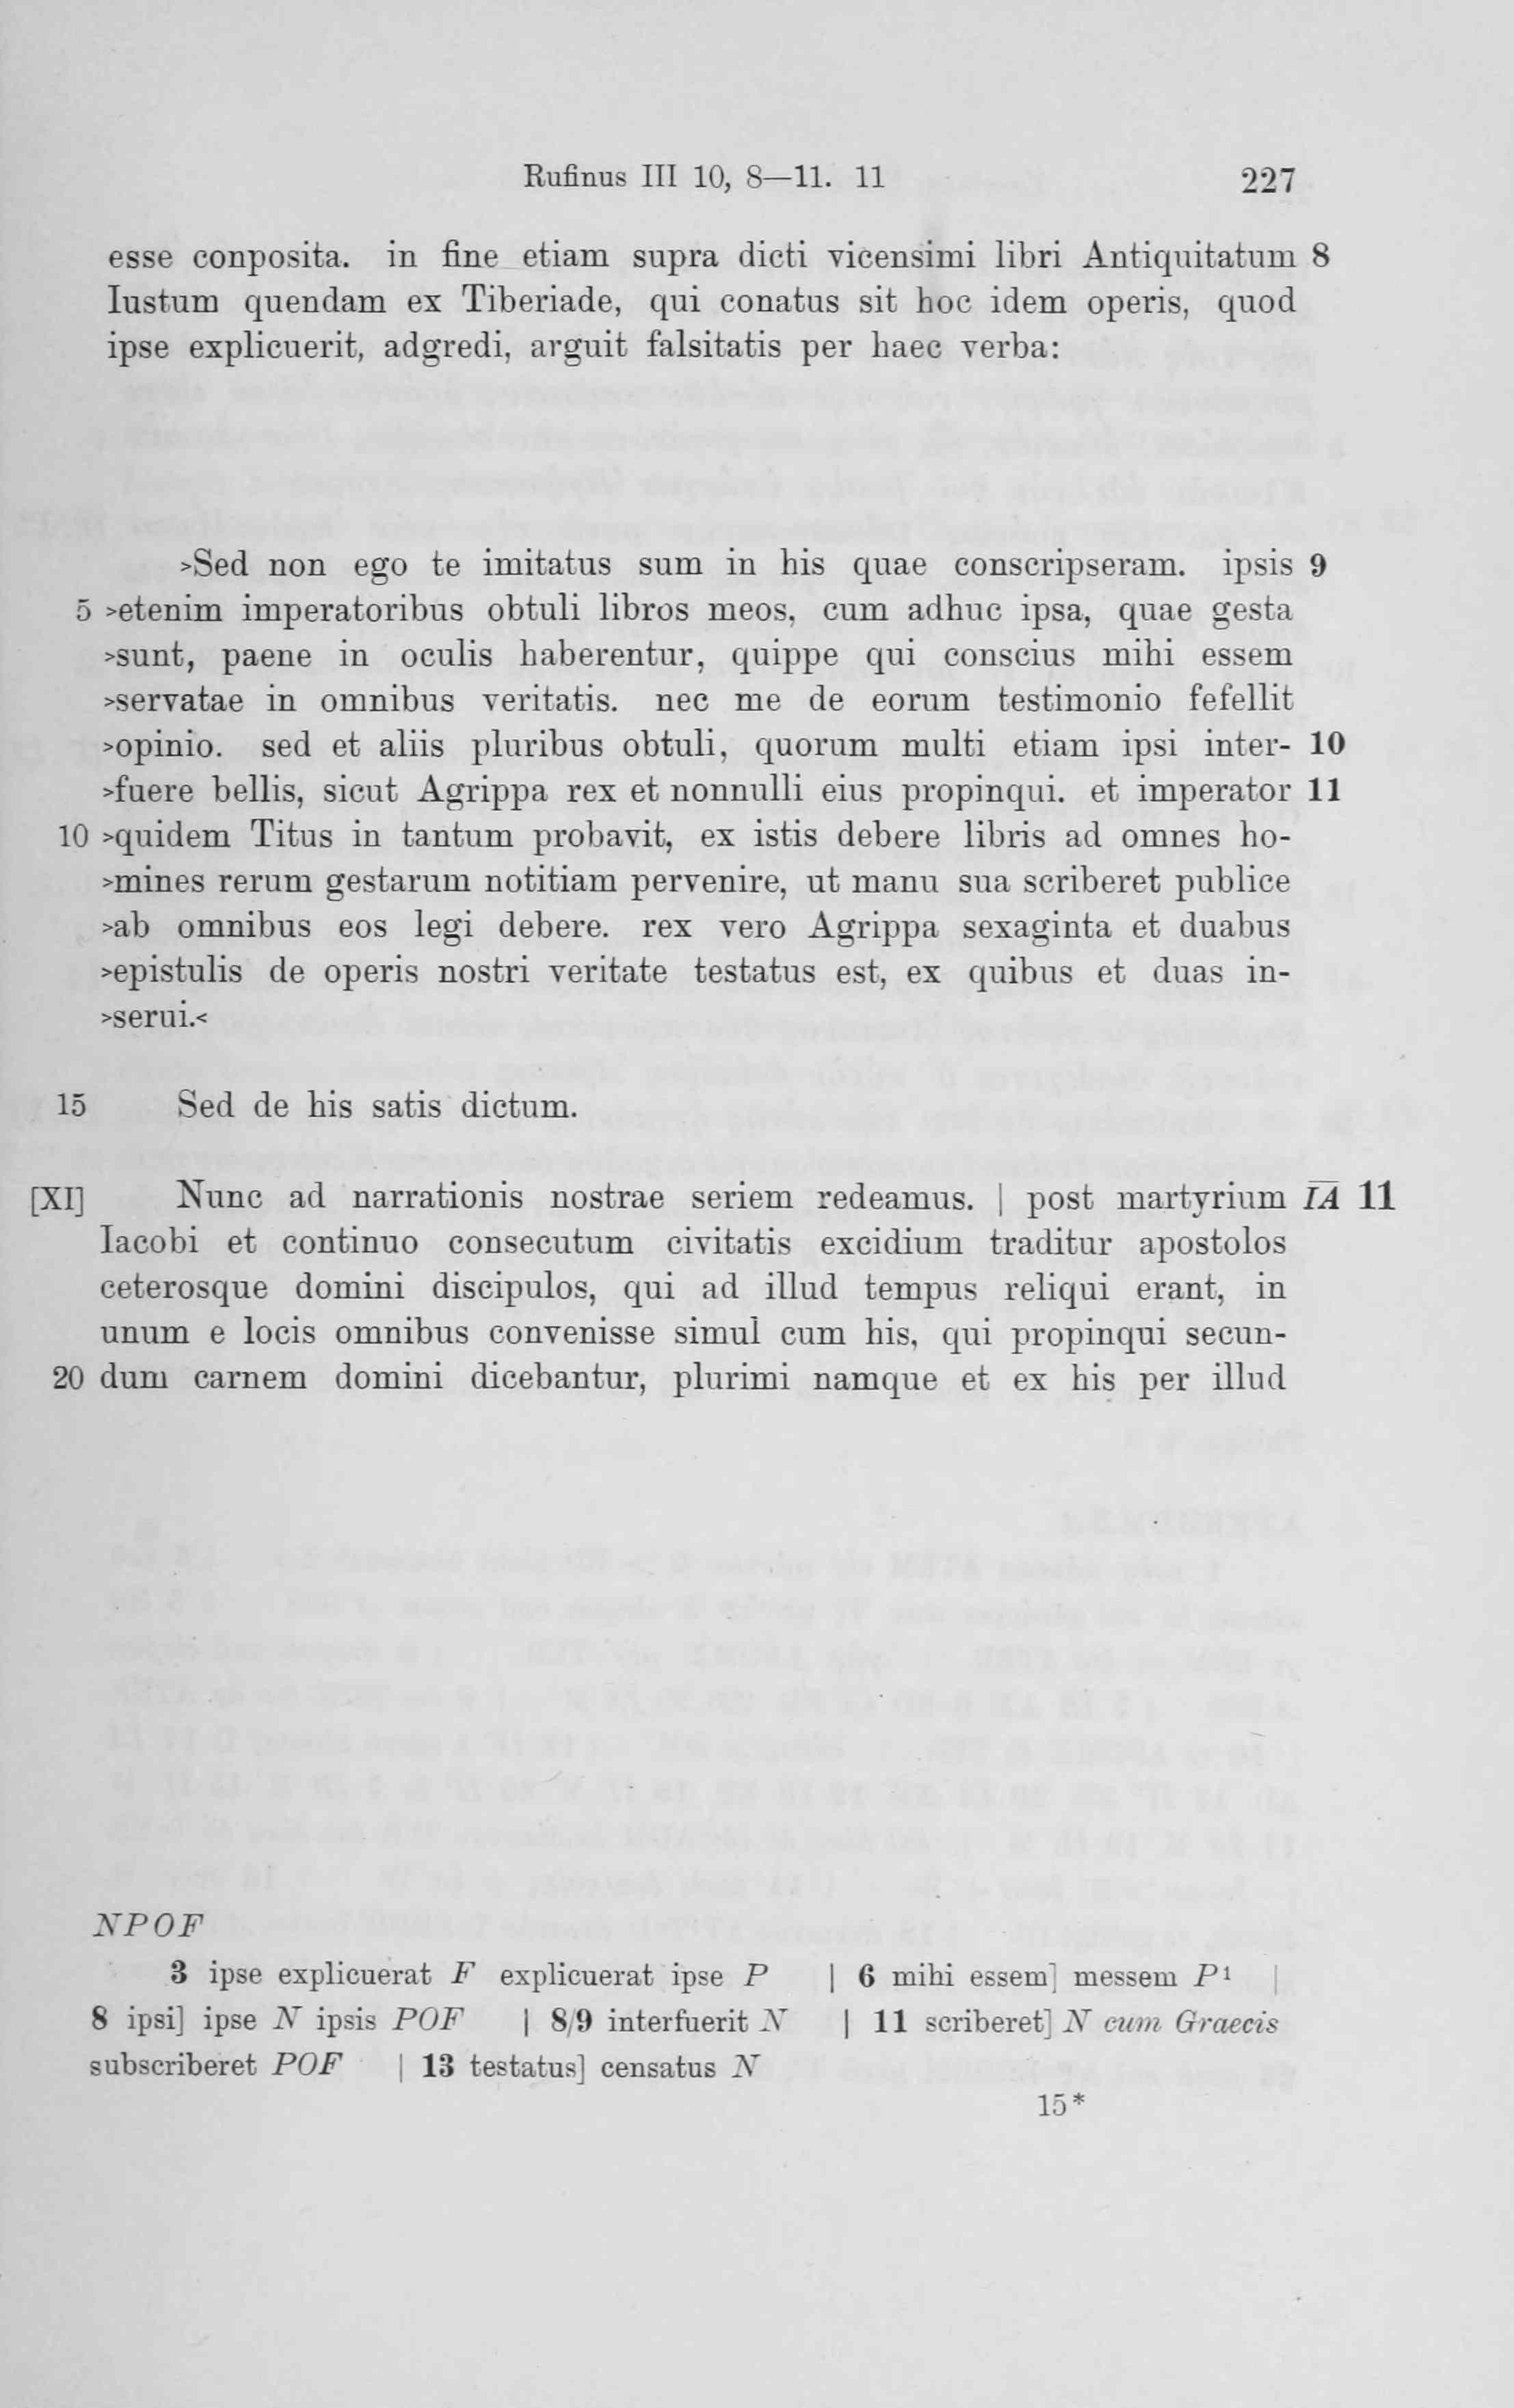 Rufinus III 10, 8—11. 11 227
esse conposita. in fine etiam supra dicti vicensimi libri Antiquitatum 8
Iustum quendam ex Tiberiade, qui conatus sit hoc idem operis, quod
ipse explicuerit, adgredi, arguit falsitatis per haec verba:
>Sed non ego te imitatus sum in his quae conscripseram. ipsis 9
5 >etenim imperatoribus obtuli libros meos, cum adhuc ipsa, quae gesta
>sunt, paene in oculis haberentur, quippe qui conscius mihi essem
>servatae in omnibus veritatis. nec me de eorum testimonio fefellit
>opinio. sed et aliis pluribus obtuli, quorum multi etiam ipsi inter- 10
>fuere bellis, sicut Agrippa rex et nonnulli eius propinqui. et imperator 11
10 >quidem Titus in tantum probavit, ex istis debere libris ad omnes ho-
>mines rerum gestarum notitiam pervenire, ut manu sua scriberet publice
>ab omnibus eos legi debere. rex vero Agrippa sexaginta et duabus
>epistulis de operis nostri veritate testatus est, ex quibus et duas in-
>serui.<
15 Sed de his satis dictum.
[XI] Nunc ad narrationis nostrae seriem redeamus. | post martyrium I̅A̅ 11
Iacobi et continuo consecutum civitatis excidium traditur apostolos
ceterosque domini discipulos, qui ad illud tempus reliqui erant, in
unum e locis omnibus convenisse simul cum his, qui propinqui secun-
20 dum carnem domini dicebantur, plurimi namque et ex his per illud
NPOF
3 ipse explicuerat F explicuerat ipse P | 6 mihi essem] messem P¹ |
8 ipsi] ipse N ipsis POF | 8/9 interfuerit N | 11 scriberet] N cum Graecis
subscriberet POF | 13 testatus] censatus N
15*